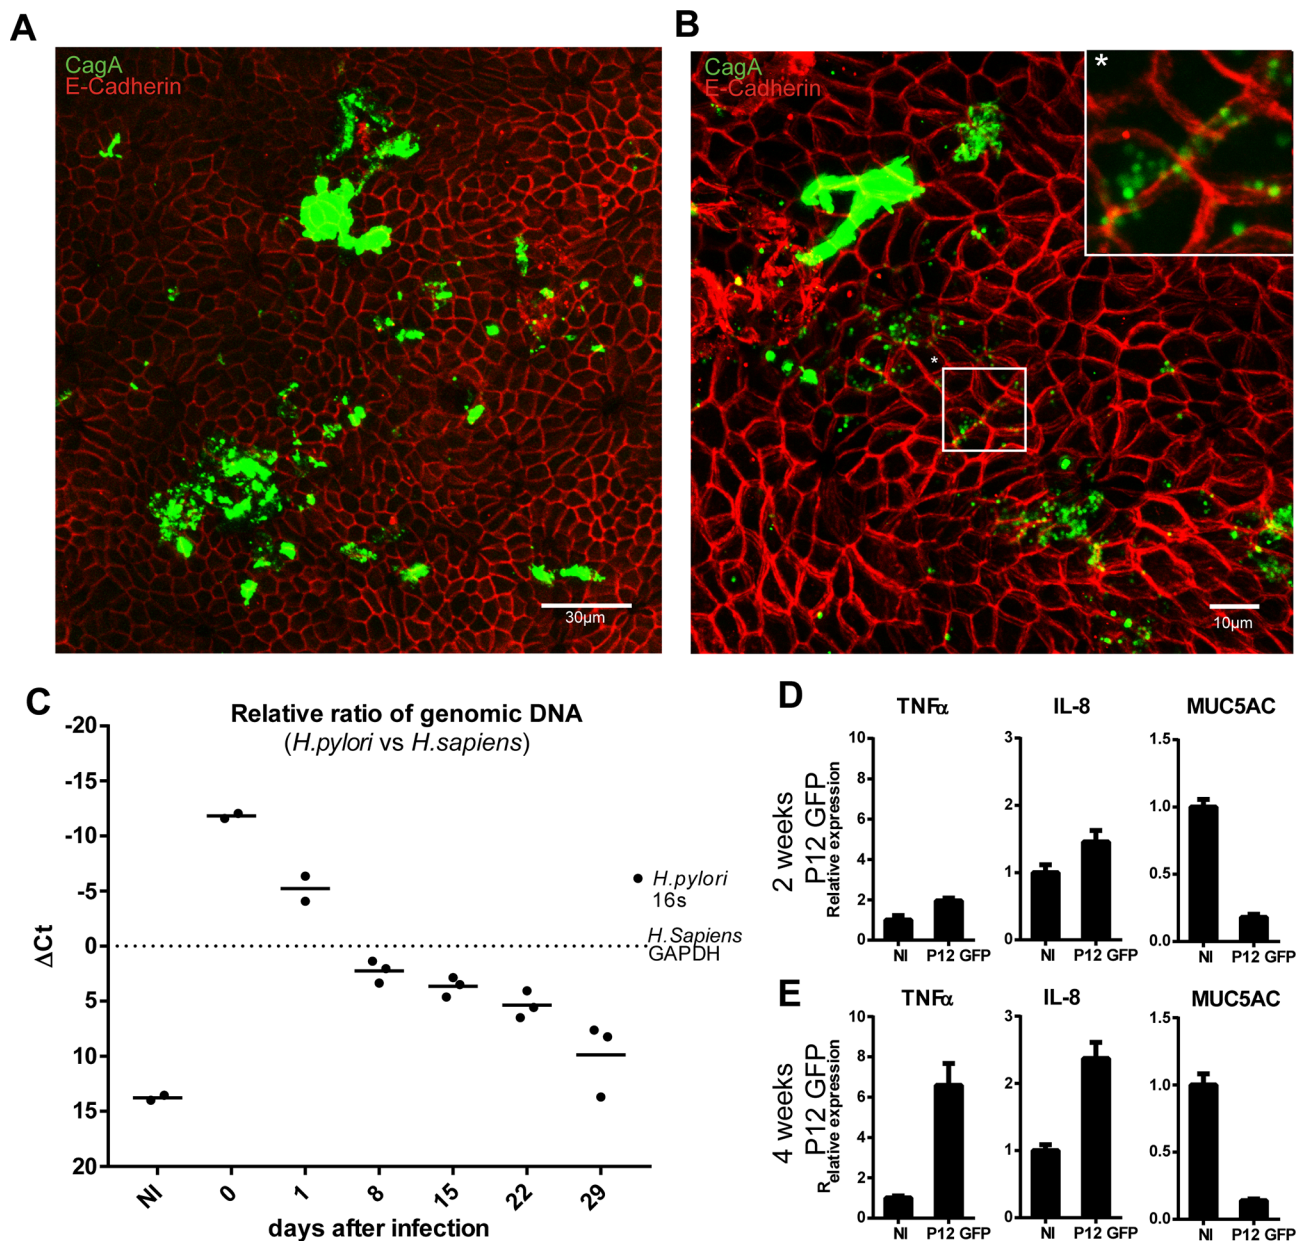 A
CagA
E-Cadherin
30µm
B
CagA
E-Cadherin
*
*
10µm
C
Relative ratio of genomic DNA
(H.pylori vs H.sapiens)
ΔCt
-20
-15
-10
-5
0
5
10
15
20
NI
0
1
8
15
22
29
days after infection
H.pylori
16s
H.Sapiens
GAPDH
D
2 weeks
P12 GFP
Relative expression
TNFα
10
8
6
4
2
0
NI P12 GFP
IL-8
3
2
1
0
NI P12 GFP
MUC5AC
1.5
1.0
0.5
0.0
NI P12 GFP
E
4 weeks
P12 GFP
Relative expression
TNFα
10
8
6
4
2
0
NI P12 GFP
IL-8
3
2
1
0
NI P12 GFP
MUC5AC
1.5
1.0
0.5
0.0
NI P12 GFP